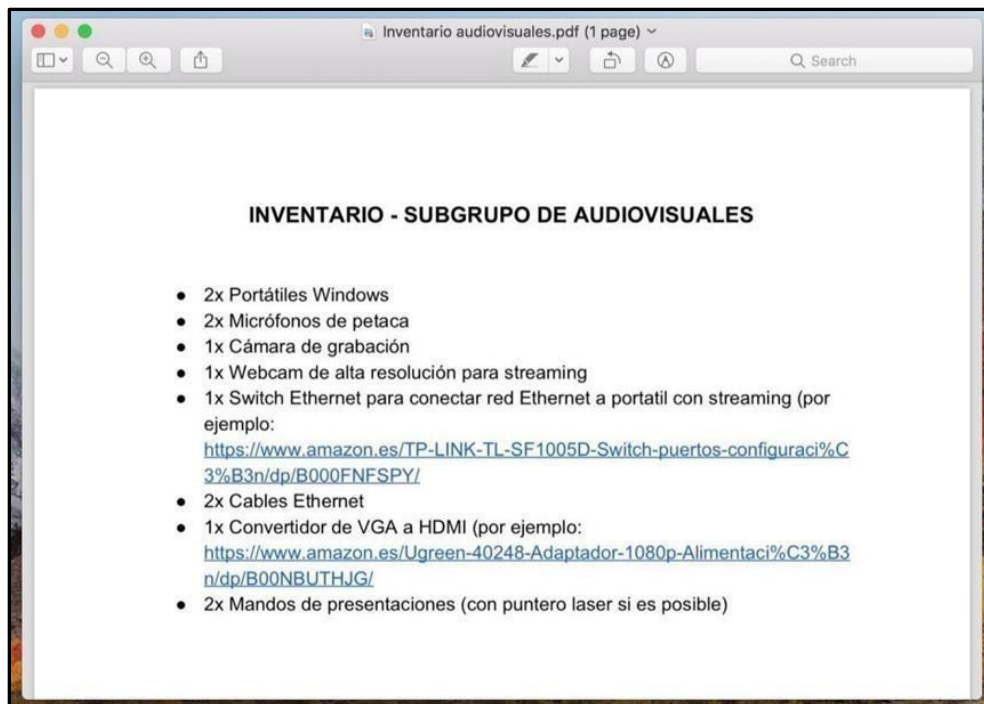 Inventario audiovisuales.pdf (1 page)
Search
INVENTARIO - SUBGRUPO DE AUDIOVISUALES
● 2x Portátiles Windows
● 2x Micrófonos de petaca
● 1x Cámara de grabación
● 1x Webcam de alta resolución para streaming
● 1x Switch Ethernet para conectar red Ethernet a portatil con streaming (por
ejemplo:
https://www.amazon.es/TP-LINK-TL-SF1005D-Switch-puertos-configuraci%C
3%B3n/dp/B000FNFSPY/
● 2x Cables Ethernet
● 1x Convertidor de VGA a HDMI (por ejemplo:
https://www.amazon.es/Ugreen-40248-Adaptador-1080p-Alimentaci%C3%B3
n/dp/B00NBUTHJG/
● 2x Mandos de presentaciones (con puntero laser si es posible)